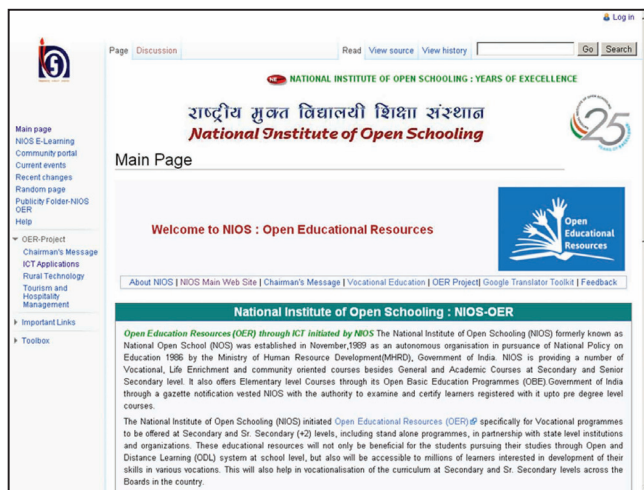 Log in
Page Discussion Read View source View history Go Search
NATIONAL INSTITUTE OF OPEN SCHOOLING : YEARS OF EXECELLENCE
राष्ट्रीय मुक्त विद्यालयी शिक्षा संस्थान
National Institute of Open Schooling
25
Main page
NIOS E-Learning
Community portal
Current events
Recent changes
Random page
Publicity Folder-NIOS
OER
Help
OER-Project
Chairman's Message
ICT Applications
Rural Technology
Tourism and
Hospitality
Management
Important Links
Toolbox
Main Page
Welcome to NIOS : Open Educational Resources
Open
Educational
Resources
About NIOS | NIOS Main Web Site | Chairman's Message | Vocational Education | OER Project| Google Translator Toolkit | Feedback
National Institute of Open Schooling : NIOS-OER
Open Education Resources (OER) through ICT initiated by NIOS The National Institute of Open Schooling (NIOS) formerly known as
National Open School (NOS) was established in November,1989 as an autonomous organisation in pursuance of National Policy on
Education 1986 by the Ministry of Human Resource Development(MHRD), Government of India. NIOS is providing a number of
Vocational, Life Enrichment and community oriented courses besides General and Academic Courses at Secondary and Senior
Secondary level. It also offers Elementary level Courses through its Open Basic Education Programmes (OBE).Government of India
through a gazette notification vested NIOS with the authority to examine and certify learners registered with it upto pre degree level
courses.
The National Institute of Open Schooling (NIOS) initiated Open Educational Resources (OER) specifically for Vocational programmes
to be offered at Secondary and Sr. Secondary (+2) levels, including stand alone programmes, in partnership with state level institutions
and organizations. These educational resources will not only be beneficial for the students pursuing their studies through Open and
Distance Learning (ODL) system at school level, but also will be accessible to millions of learners interested in development of their
skills in various vocations. This will also help in vocationalisation of the curriculum at Secondary and Sr. Secondary levels across the
Boards in the country.